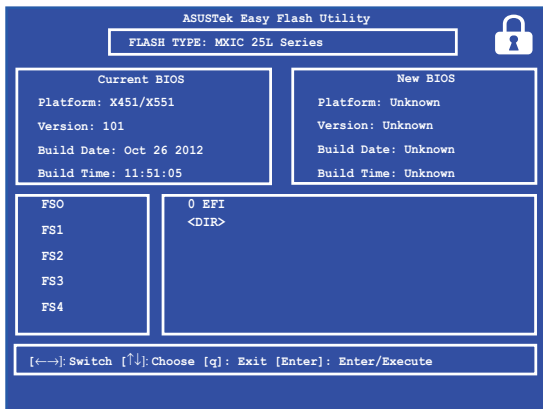 ASUSTek Easy Flash Utility
FLASH TYPE: MXIC 25L Series
Current BIOS
Platform: X451/X551
Version: 101
Build Date: Oct 26 2012
Build Time: 11:51:05
New BIOS
Platform: Unknown
Version: Unknown
Build Date: Unknown
Build Time: Unknown
FSO
FS1
FS2
FS3
FS4
0 EFI
<DIR>
[←→]: Switch [↑↓]: Choose [q]: Exit [Enter]: Enter/Execute